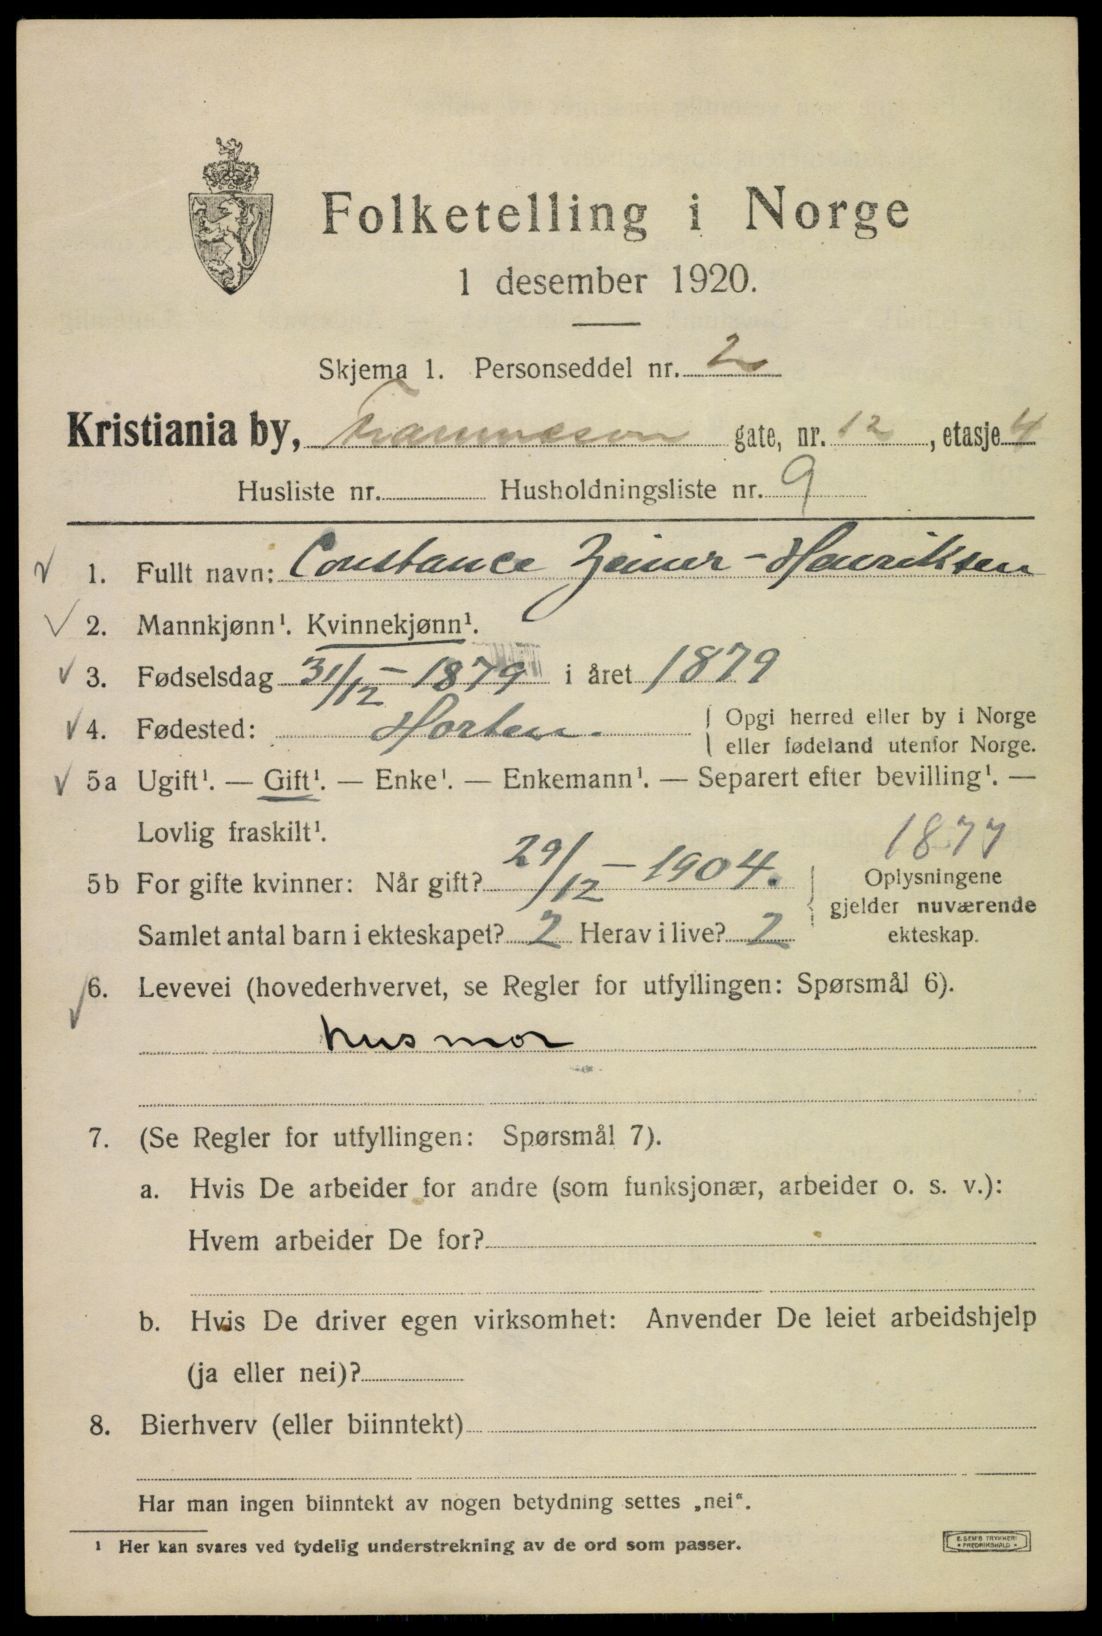 Folketelling i Norge
1 desember 1920.
Skjema 1. Personseddel nr. 2
Kristiania by, gate, nr. 12, etasje 4
Husliste nr. Husholdningsliste nr. 9
1. Fullt navn: Constance Zeiner-Henriksen
2. Mannkjønn¹. Kvinnekjønn¹.
3. Fødselsdag 31/12 - 1879 i året 1879
4. Fødested: Horten. Opgi herred eller by i Norge
eller fødeland utenfor Norge.
5a Ugift¹. — Gift¹. — Enke¹. — Enkemann¹. — Separert efter bevilling¹. —
Lovlig fraskilt¹.
1877
5b For gifte kvinner: Når gift? 29/12 - 1904. Oplysningene
gjelder nuværende
Samlet antal barn i ekteskapet? 2 Herav i live? 2 ekteskap.
6. Levevei (hovederhvervet, se Regler for utfyllingen: Spørsmål 6).
husmor
7. (Se Regler for utfyllingen: Spørsmål 7).
a. Hvis De arbeider for andre (som funksjonær, arbeider o. s. v.):
Hvem arbeider De for?
b. Hvis De driver egen virksomhet: Anvender De leiet arbeidshjelp
(ja eller nei)?
8. Bierhverv (eller biinntekt)
Har man ingen biinntekt av nogen betydning settes „nei“.
¹ Her kan svares ved tydelig understrekning av de ord som passer.
E. SEM'S TRYKKERI
FREDRIKSHALD